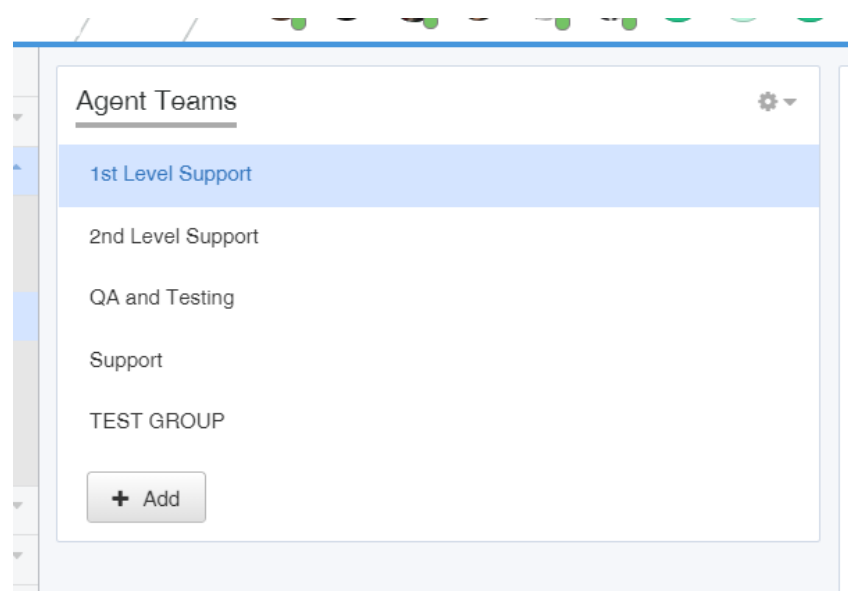 Agent Teams
1st Level Support
2nd Level Support
QA and Testing
Support
TEST GROUP
Add